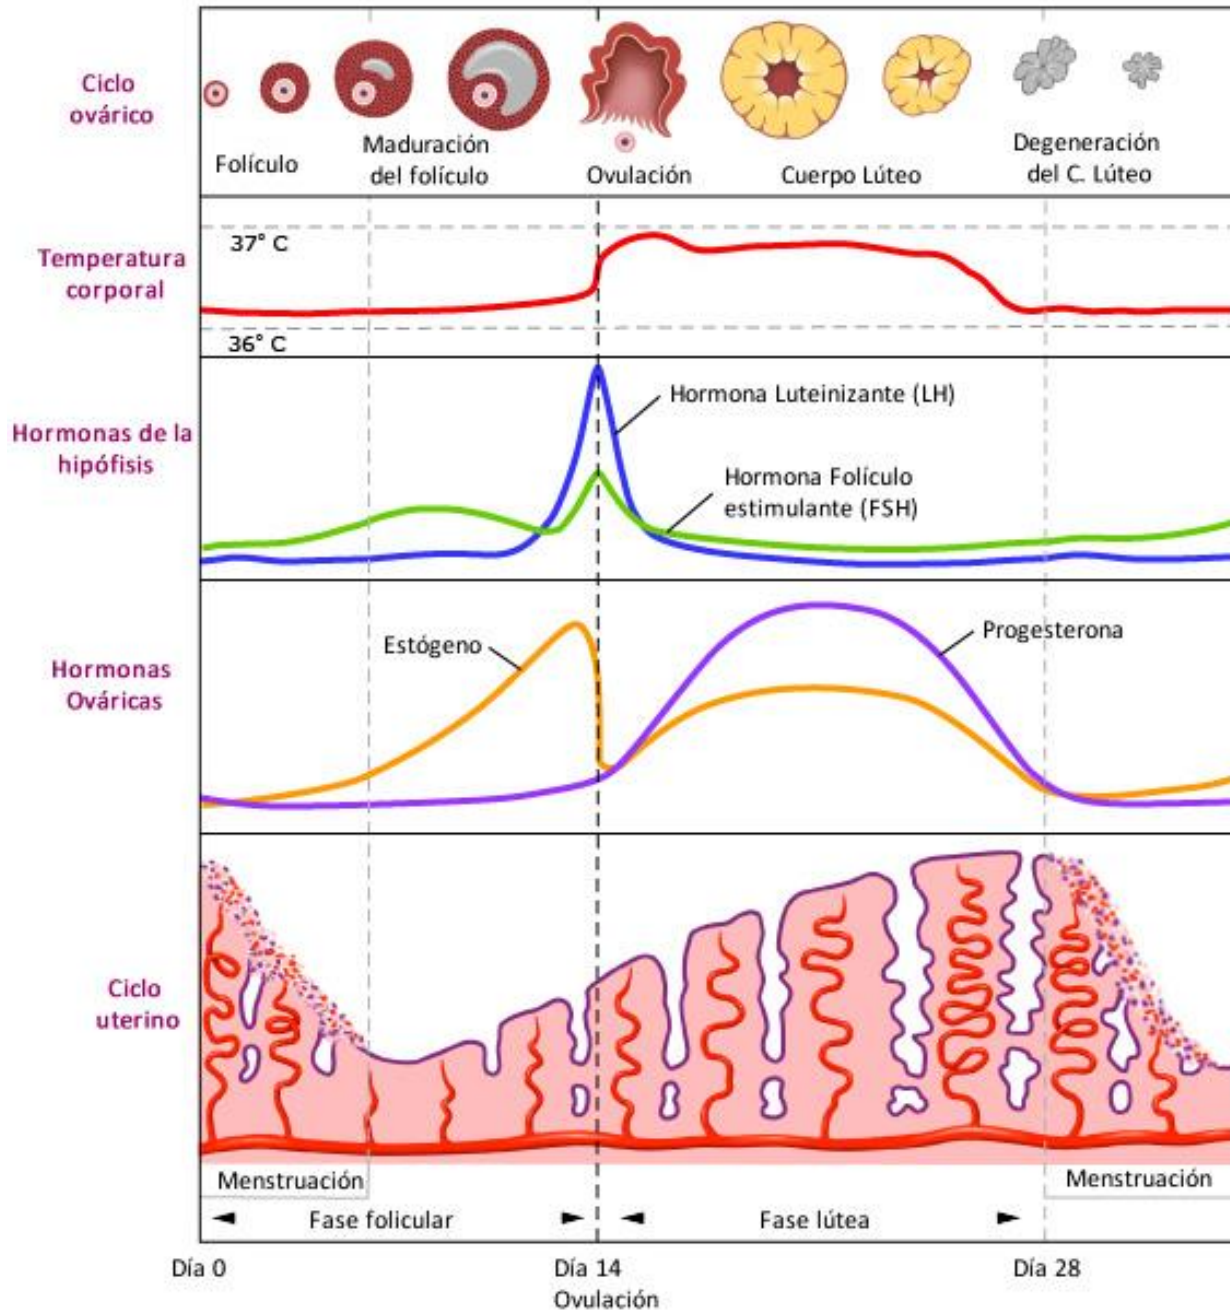 Ciclo
ovárico
Folículo
Maduración
del folículo
Ovulación
Cuerpo Lúteo
Degeneración
del C. Lúteo
Temperatura
corporal
37° C
36° C
Hormonas de la
hipófisis
Hormona Luteinizante (LH)
Hormona Folículo
estimulante (FSH)
Hormonas
Ováricas
Estógeno
Progesterona
Ciclo
uterino
Menstruación
Menstruación
Fase folicular
Fase lútea
Día 0
Día 14
Ovulación
Día 28